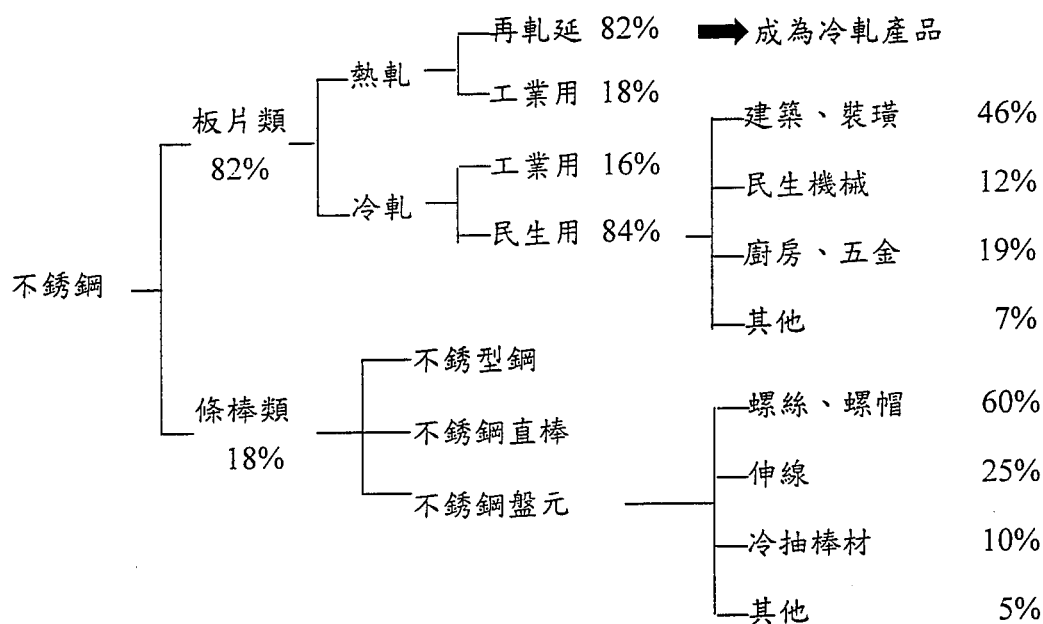 再軋延 82% 成為冷軋產品
熱軋
工業用 18%
板片類
82%
建築、裝璜 46%
工業用 16%
民生機械 12%
冷軋
民生用 84%
廚房、五金 19%
不銹鋼
其他 7%
不銹型鋼
條棒類
18%
螺絲、螺帽 60%
不銹鋼直棒
伸線 25%
不銹鋼盤元
冷抽棒材 10%
其他 5%